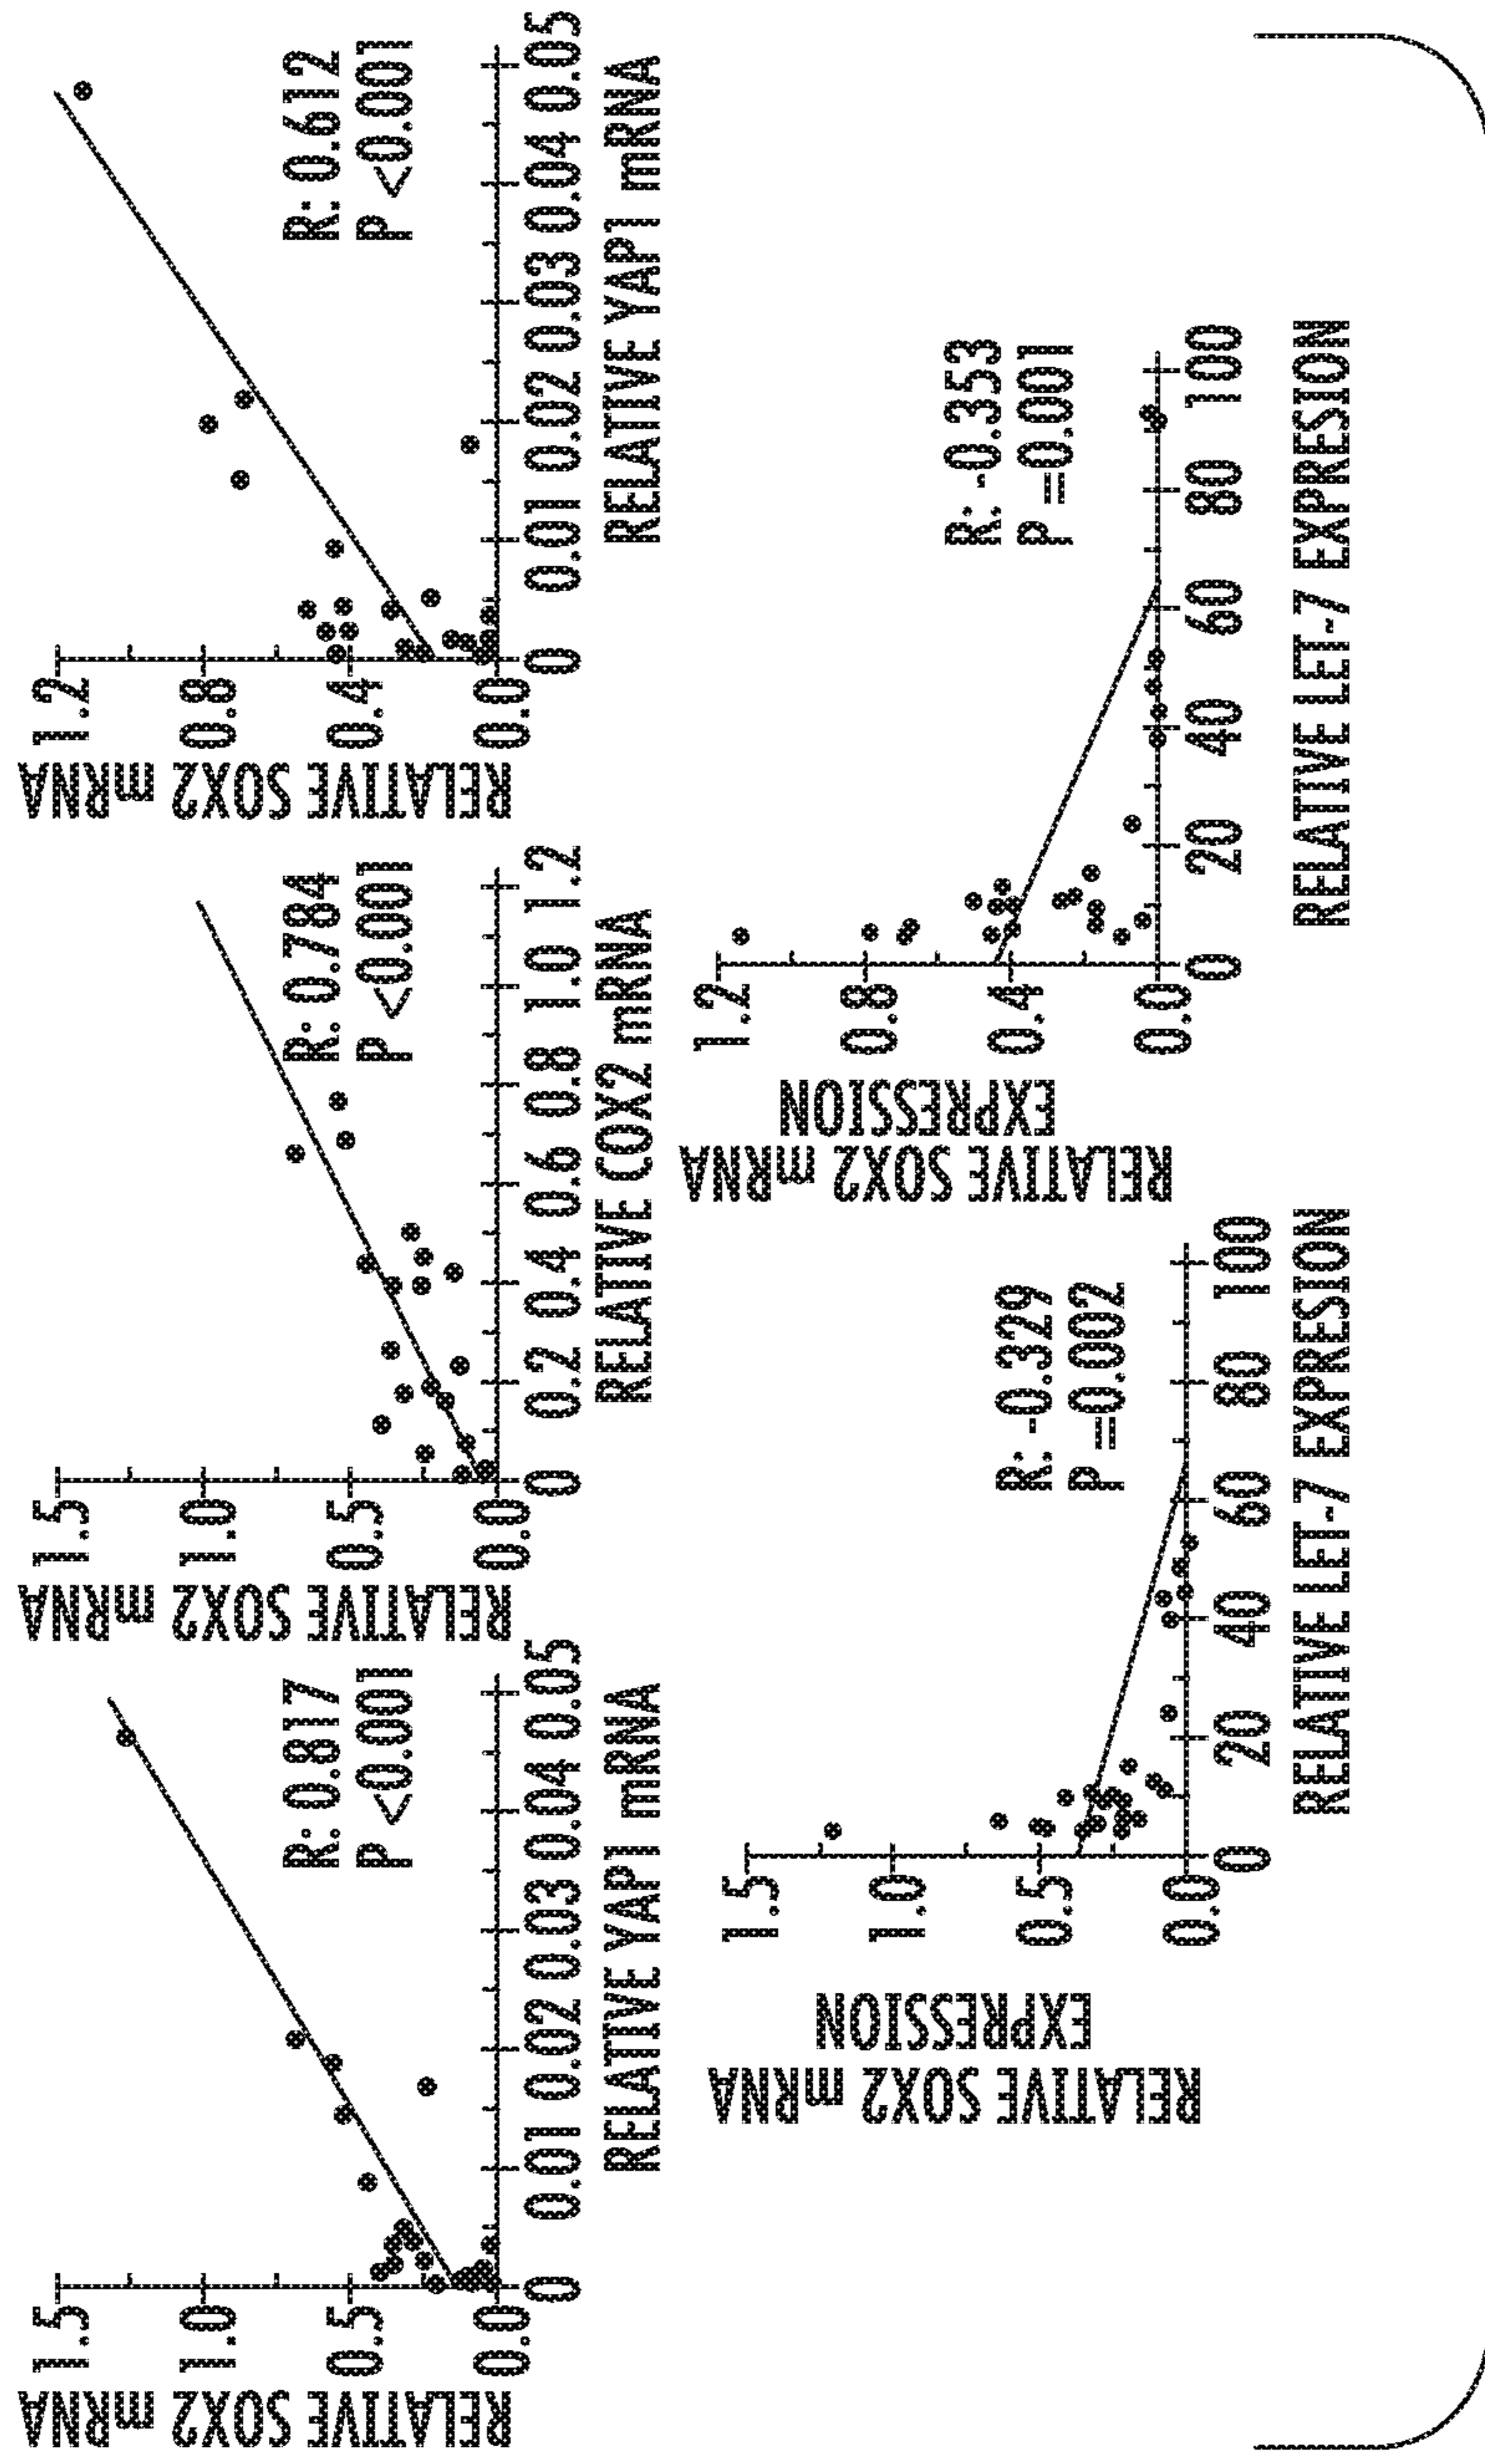 RELATIVE SOX2 mRNA
1.5
1.0
0.5
0.0
R: 0.817
P <0.001
0 0.01 0.02 0.03 0.04 0.05
RELATIVE YAP1 mRNA
RELATIVE SOX2 mRNA
1.5
1.0
0.5
0.0
R: 0.784
P <0.001
0 0.2 0.4 0.6 0.8 1.0 1.2
RELATIVE COX2 mRNA
RELATIVE SOX2 mRNA
1.2
0.8
0.4
0.0
R: 0.612
P <0.001
0 0.01 0.02 0.03 0.04 0.05
RELATIVE YAP1 mRNA
RELATIVE SOX2 mRNA
EXPRESSION
1.5
1.0
0.5
0.0
R: -0.329
P =0.002
0 20 40 60 80 100
RELATIVE LET-7 EXPRESION
RELATIVE SOX2 mRNA
EXPRESSION
1.2
0.8
0.4
0.0
R: -0.353
P =0.001
0 20 40 60 80 100
RELATIVE LET-7 EXPRESION